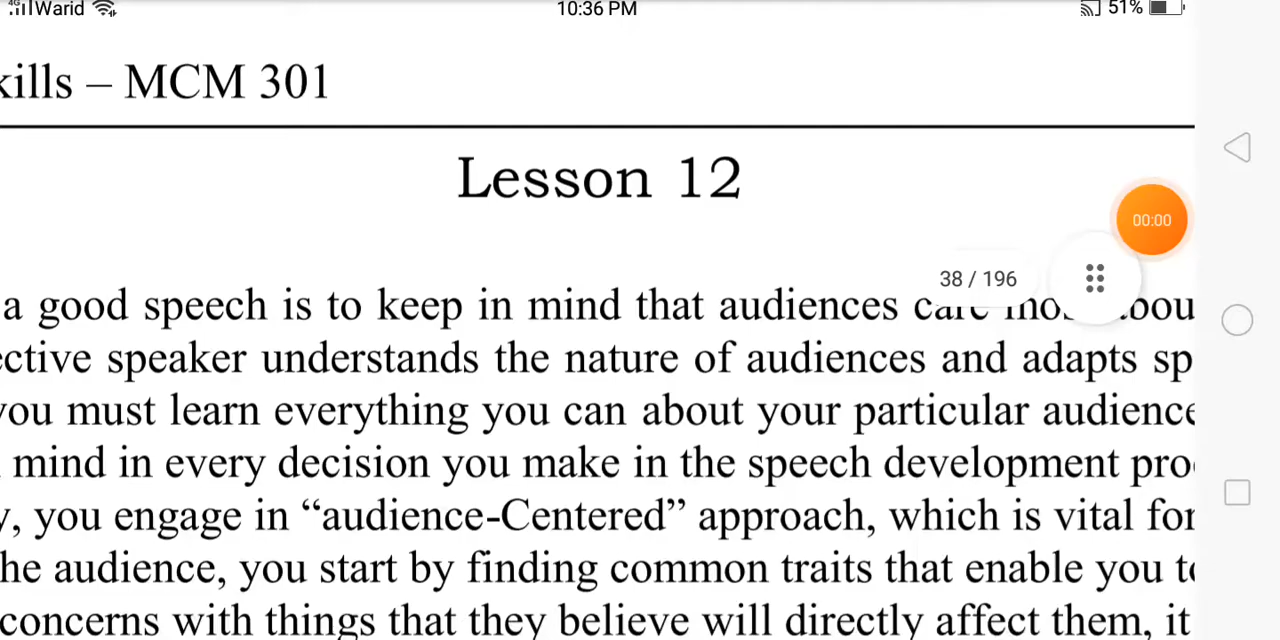 4G Warid 10:36 PM 51%
kills – MCM 301
Lesson 12
00:00
38 / 196
a good speech is to keep in mind that audiences care bou
ective speaker understands the nature of audiences and adapts sp
you must learn everything you can about your particular audience
mind in every decision you make in the speech development pro
y, you engage in “audience-Centered” approach, which is vital for
he audience, you start by finding common traits that enable you to
concerns with things that they believe will directly affect them, it